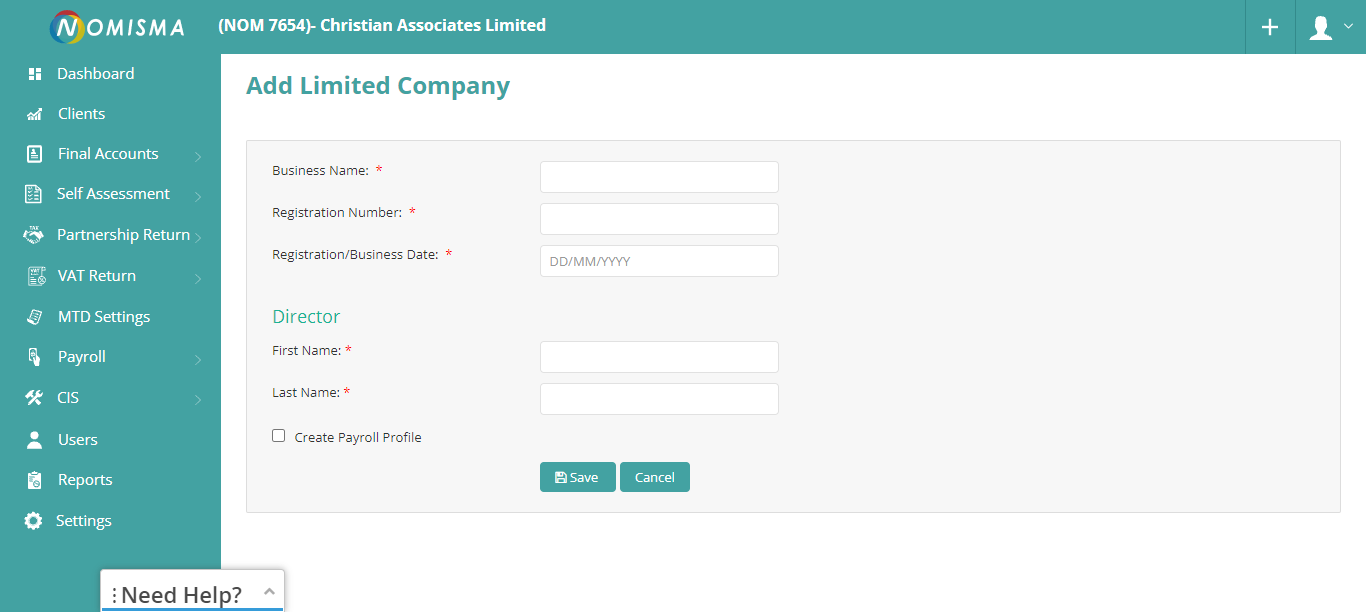 NOMISMA
(NOM 7654)- Christian Associates Limited
Dashboard
Clients
Final Accounts
Self Assessment
Partnership Return
VAT Return
MTD Settings
Payroll
CIS
Users
Reports
Settings
Add Limited Company
Business Name: *
Registration Number: *
Registration/Business Date: *
DD/MM/YYYY
Director
First Name: *
Last Name: *
Create Payroll Profile
Save
Cancel
Need Help?